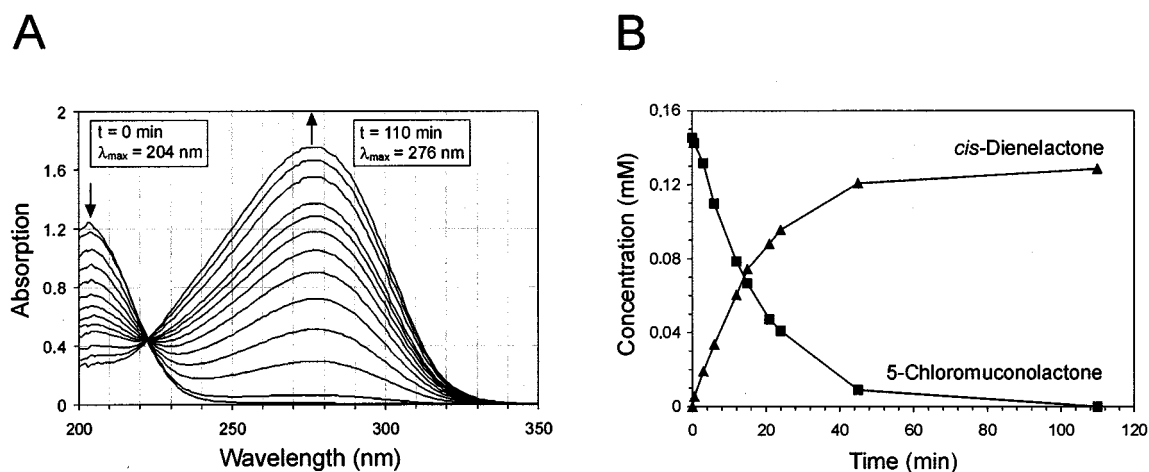 A
2
1.6
1.2
0.8
0.4
0
Absorption
t = 0 min
λmax = 204 nm
t = 110 min
λmax = 276 nm
200
250
300
350
Wavelength (nm)
B
0.16
0.12
0.08
0.04
0.00
Concentration (mM)
cis-Dienelactone
5-Chloromuconolactone
0
20
40
60
80
100
120
Time (min)